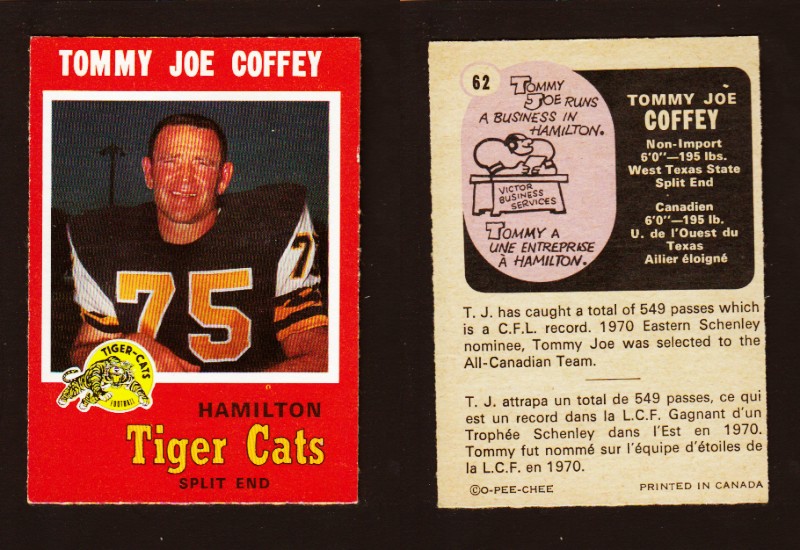 TOMMY JOE COFFEY
75
7
TIGER-CATS
FOOTBALL
HAMILTON
Tiger Cats
SPLIT END
62
TOMMY
JOE RUNS
A BUSINESS IN
HAMILTON.
VICTOR
BUSINESS
SERVICES
TOMMY A
UNE ENTREPRISE
À HAMILTON.
TOMMY JOE
COFFEY
Non-Import
6'0"—195 lbs.
West Texas State
Split End
Canadien
6'0"—195 lb.
U. de l'Ouest du
Texas
Ailier éloigné
T. J. has caught a total of 549 passes which
is a C.F.L. record. 1970 Eastern Schenley
nominee, Tommy Joe was selected to the
All-Canadian Team.
T. J. attrapa un total de 549 passes, ce qui
est un record dans la L.C.F. Gagnant d'un
Trophée Schenley dans l'Est en 1970.
Tommy fut nommé sur l'équipe d'étoiles de
la L.C.F. en 1970.
©O-PEE-CHEE PRINTED IN CANADA